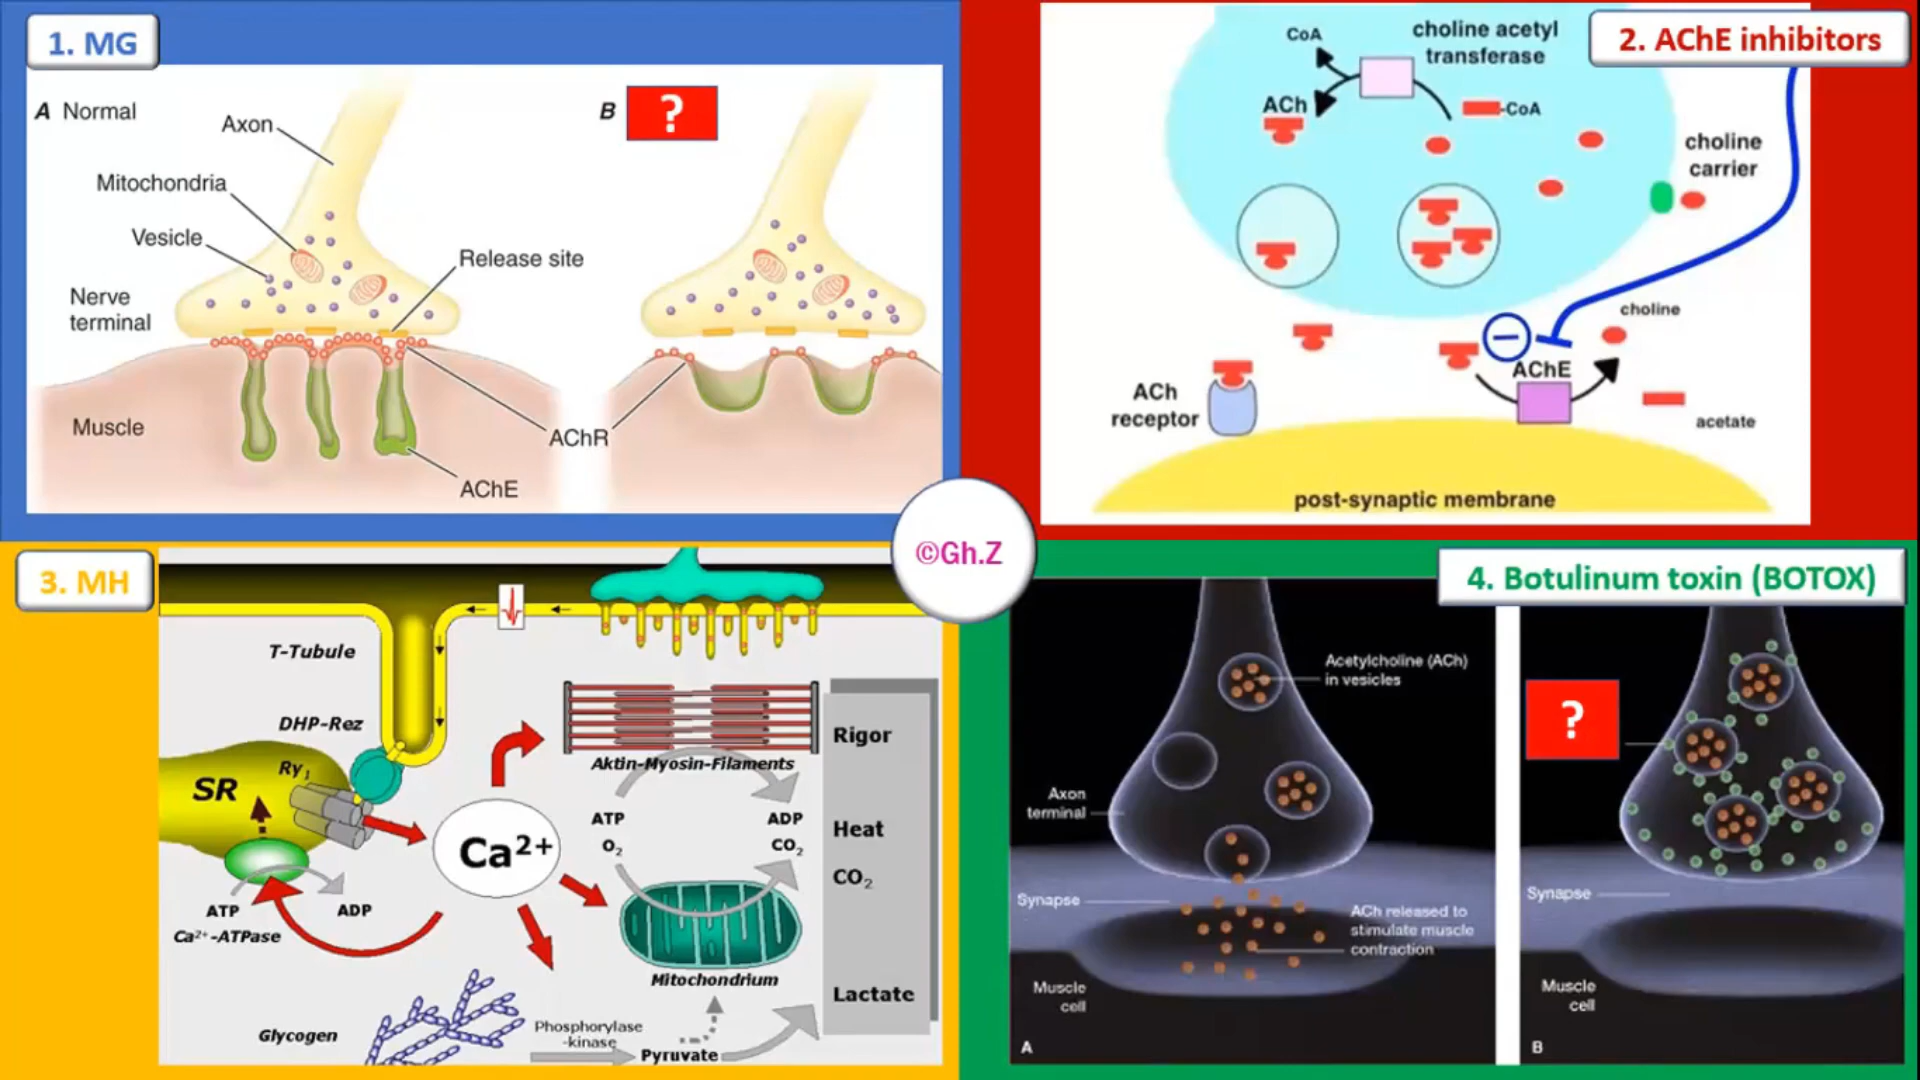 1. MG
A Normal
Axon
Mitochondria
Vesicle
Release site
Nerve
terminal
Muscle
AChR
AChE
B
?
2. AChE inhibitors
CoA
choline acetyl
transferase
ACh
-CoA
choline
carrier
choline
AChE
ACh
receptor
acetate
post-synaptic membrane
©Gh.Z
3. MH
T-Tubule
DHP-Rez
SR
Ry1
Ca2+
ATP
ADP
Ca2+-ATPase
Aktin-Myosin-Filaments
ATP
ADP
O2
CO2
Mitochondrium
Glycogen
Phosphorylase
-kinase
Pyruvate
Rigor
Heat
CO2
Lactate
4. Botulinum toxin (BOTOX)
Acetylcholine (ACh)
in vesicles
Axon
terminal
Synapse
ACh released to
stimulate muscle
contraction
Muscle
cell
A
?
Synapse
Muscle
cell
B